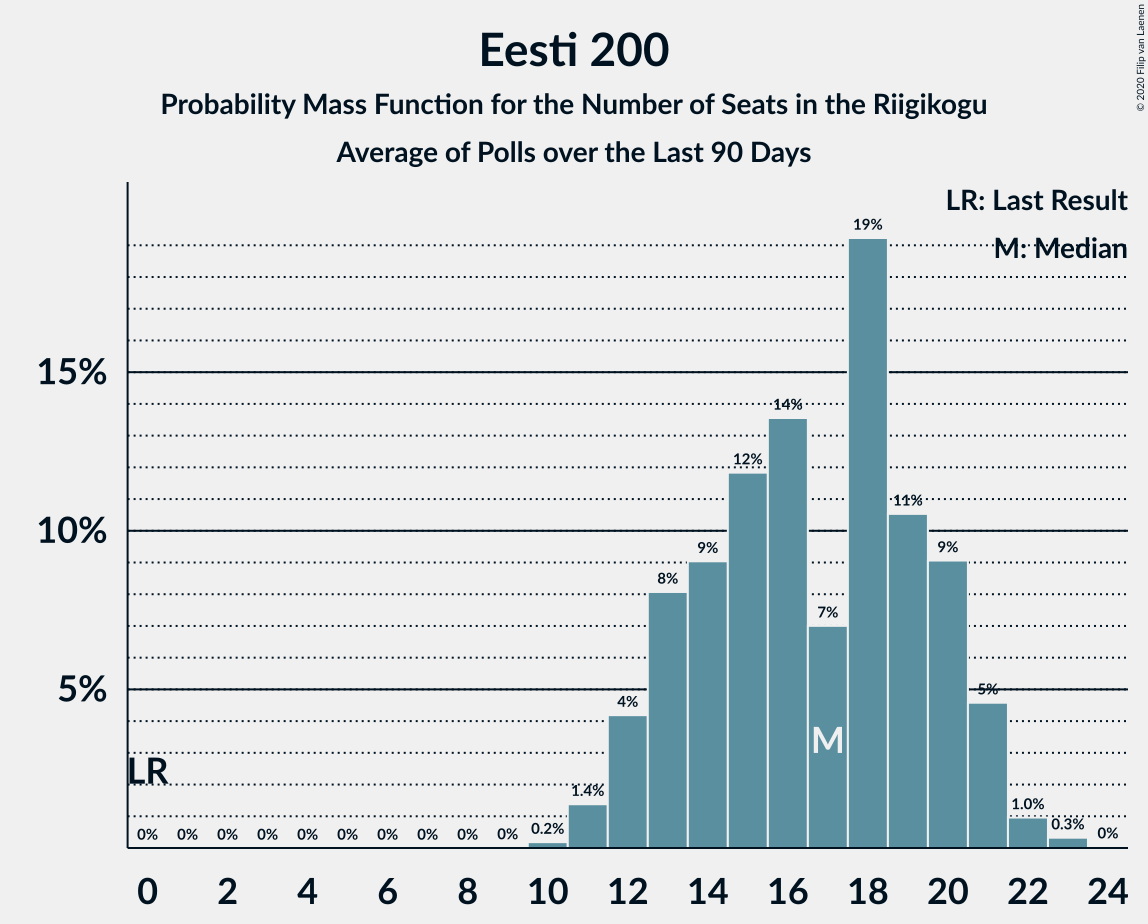 Eesti 200
Probability Mass Function for the Number of Seats in the Riigikogu
Average of Polls over the Last 90 Days
© 2020 Filip van Laenen
LR: Last Result
M: Median
19%
15%
14%
12%
11%
10%
9%
9%
8%
7%
5%
5%
4%
M
LR
1.4%
1.0%
0.3%
0.2%
0% 0% 0% 0% 0% 0% 0% 0% 0% 0% 0%
0 2 4 6 8 10 12 14 16 18 20 22 24